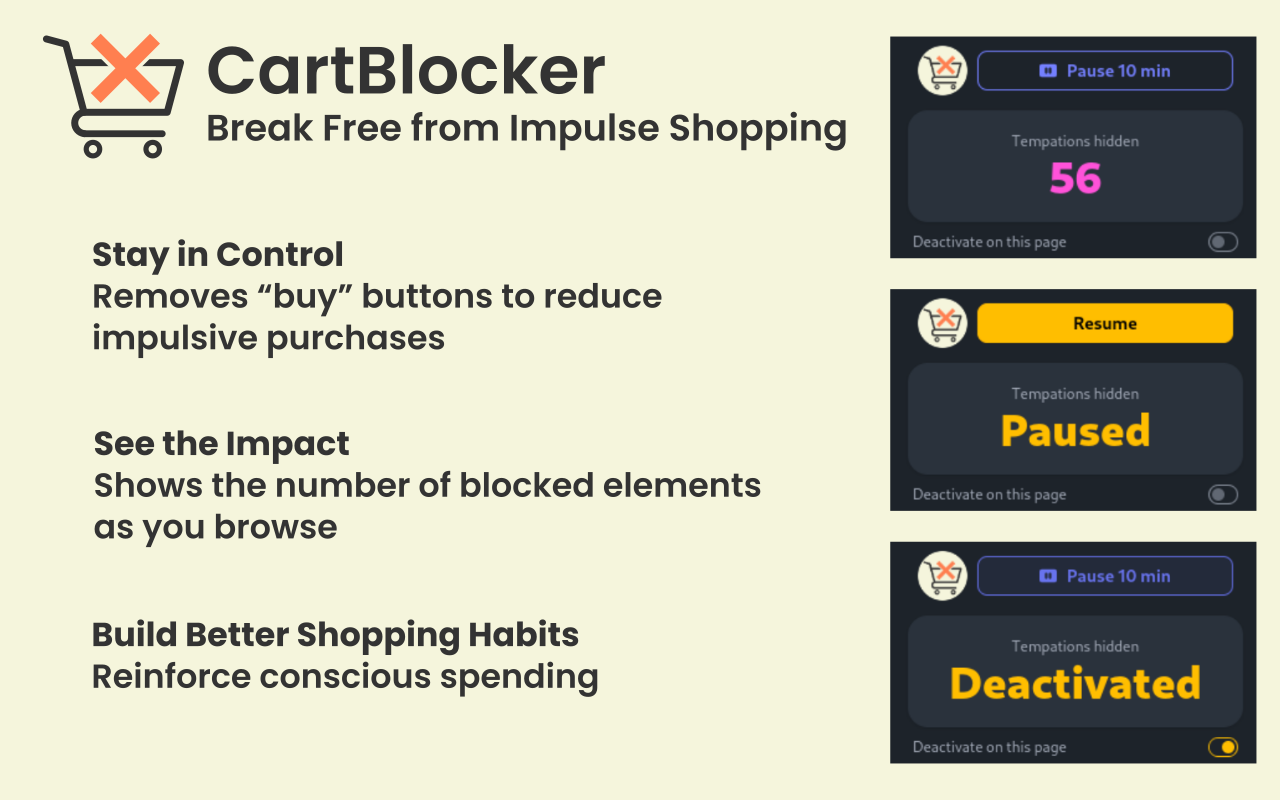 CartBlocker
Break Free from Impulse Shopping
Stay in Control
Removes “buy” buttons to reduce
impulsive purchases
See the Impact
Shows the number of blocked elements
as you browse
Build Better Shopping Habits
Reinforce conscious spending
Pause 10 min
Tempations hidden
56
Deactivate on this page
Resume
Tempations hidden
Paused
Deactivate on this page
Pause 10 min
Tempations hidden
Deactivated
Deactivate on this page